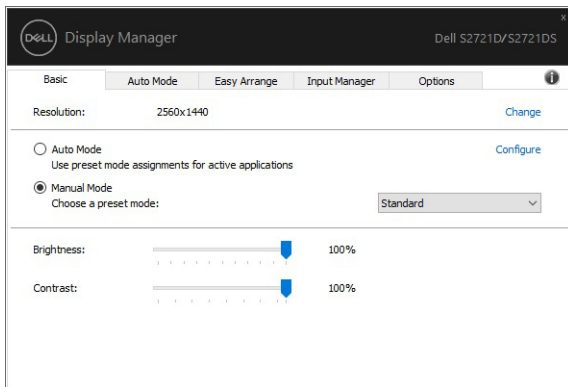 x
DELL Display Manager Dell S2721D/S2721DS
Basic Auto Mode Easy Arrange Input Manager Options i
Resolution: 2560x1440 Change
Auto Mode Configure
Use preset mode assignments for active applications
Manual Mode
Choose a preset mode: Standard
Brightness: 100%
Contrast: 100%